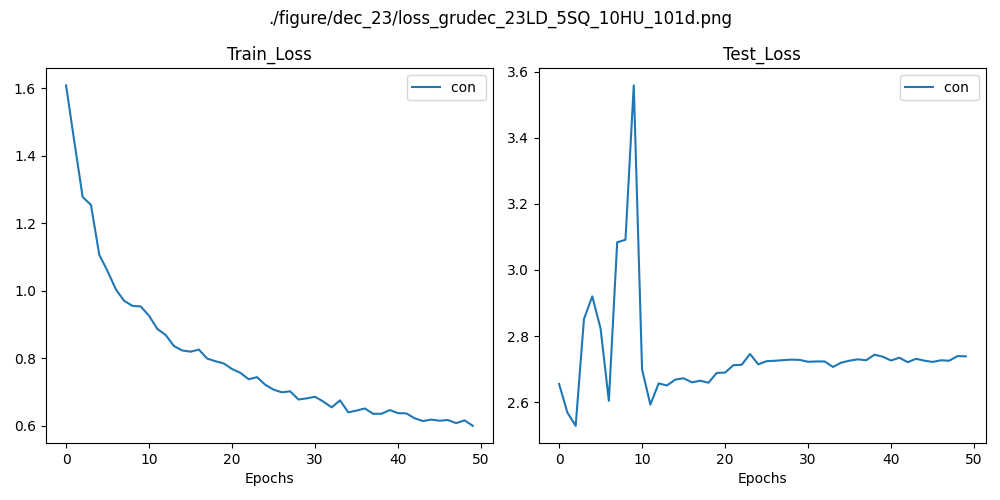 ./figure/dec_23/loss_grudec_23LD_5SQ_10HU_101d.png
Train_Loss
con
1.6
1.4
1.2
1.0
0.8
0.6
0 10 20 30 40 50
Epochs
Test_Loss
con
3.6
3.4
3.2
3.0
2.8
2.6
0 10 20 30 40 50
Epochs